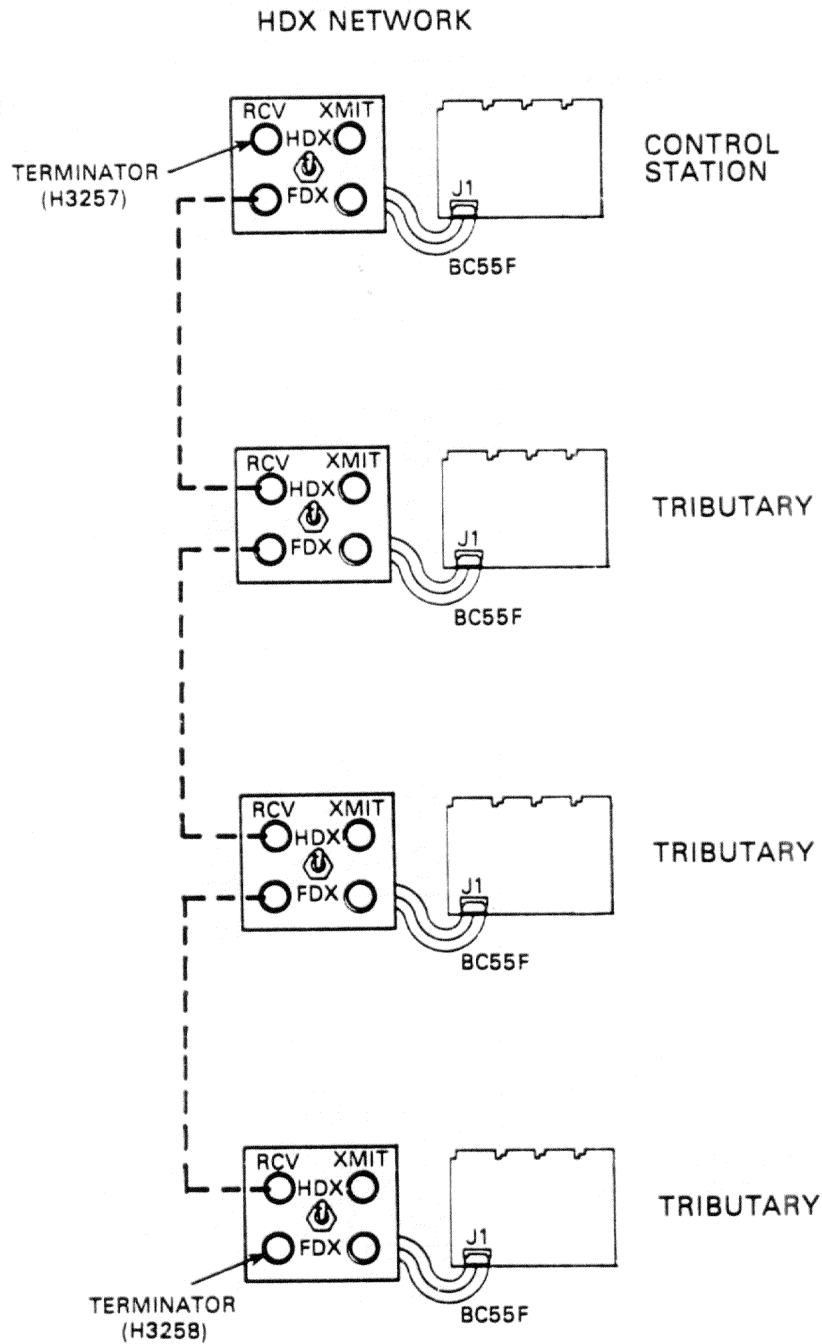 HDX NETWORK
RCV XMIT
HDX
FDX
TERMINATOR
(H3257)
J1
BC55F
CONTROL
STATION
RCV XMIT
HDX
FDX
J1
BC55F
TRIBUTARY
RCV XMIT
HDX
FDX
J1
BC55F
TRIBUTARY
RCV XMIT
HDX
FDX
J1
BC55F
TRIBUTARY
TERMINATOR
(H3258)